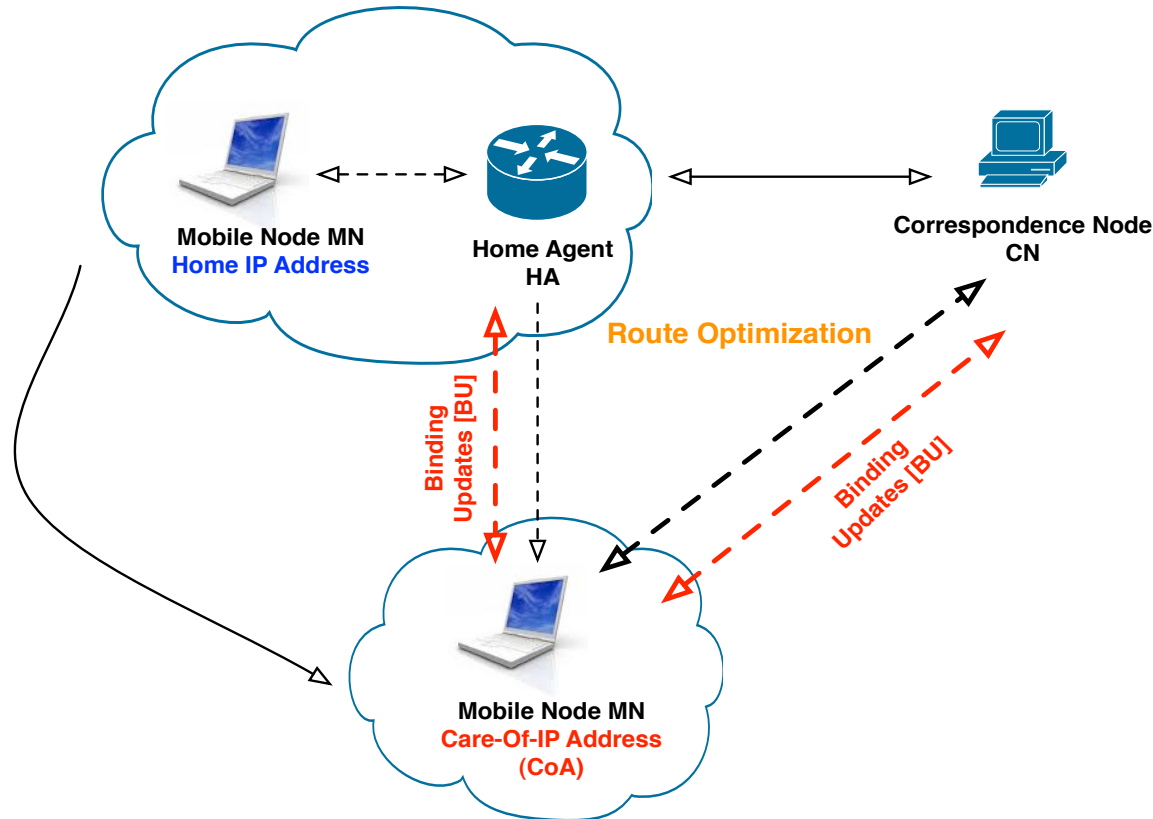 Mobile Node MN
Home IP Address
Home Agent
HA
Correspondence Node
CN
Route Optimization
Binding
Updates [BU]
Binding
Updates [BU]
Mobile Node MN
Care-Of-IP Address
(CoA)